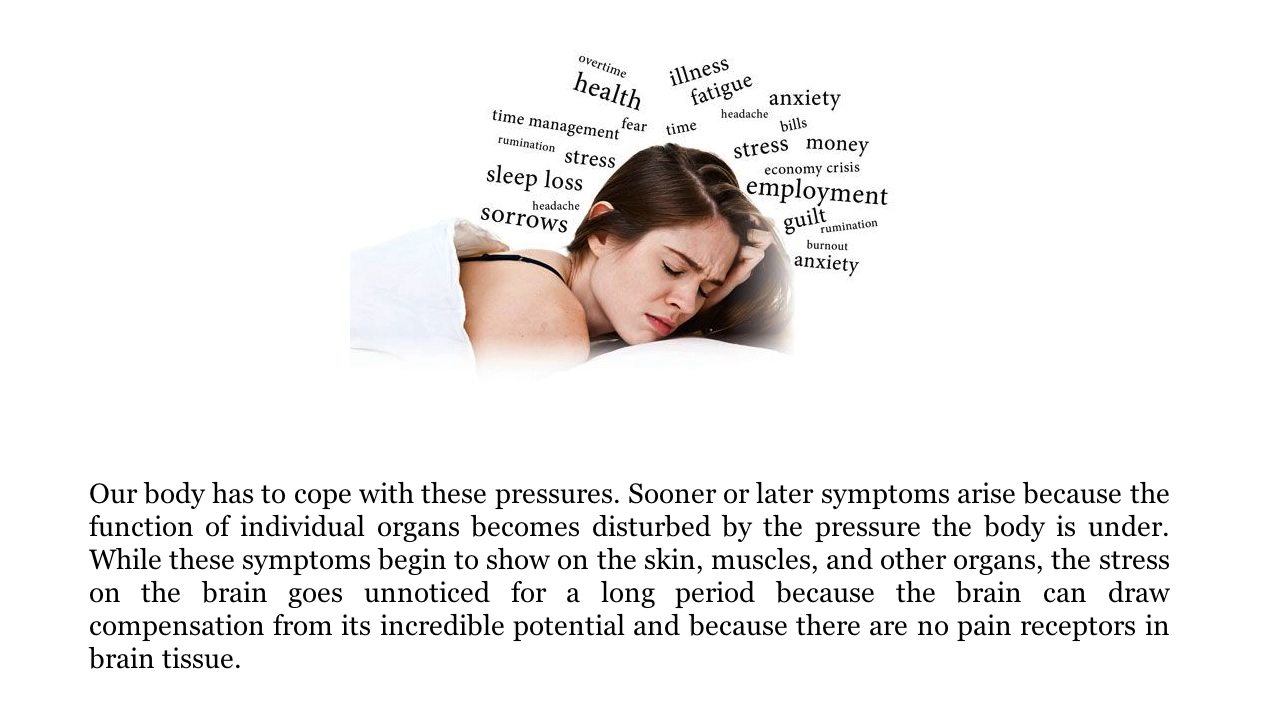 overtime
health
illness
fatigue
anxiety
headache
bills
time management
fear
time
rumination
stress
stress
money
economy crisis
sleep loss
employment
headache
sorrows
guilt
rumination
burnout
anxiety
Our body has to cope with these pressures. Sooner or later symptoms arise because the
function of individual organs becomes disturbed by the pressure the body is under.
While these symptoms begin to show on the skin, muscles, and other organs, the stress
on the brain goes unnoticed for a long period because the brain can draw
compensation from its incredible potential and because there are no pain receptors in
brain tissue.